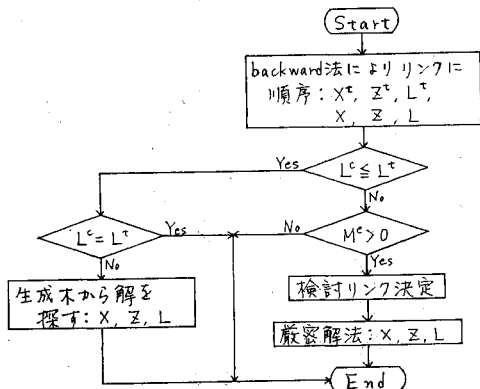 Start
backward法によりリンクに
順序: X^t, Z^t, L^t,
X, Z, L
Yes
L^c ≦ L^t
No
L^c = L^t
Yes
No
M^e > 0
No
Yes
生成木から解を
探す: X, Z, L
検討リンク決定
厳密解法: X, Z, L
End